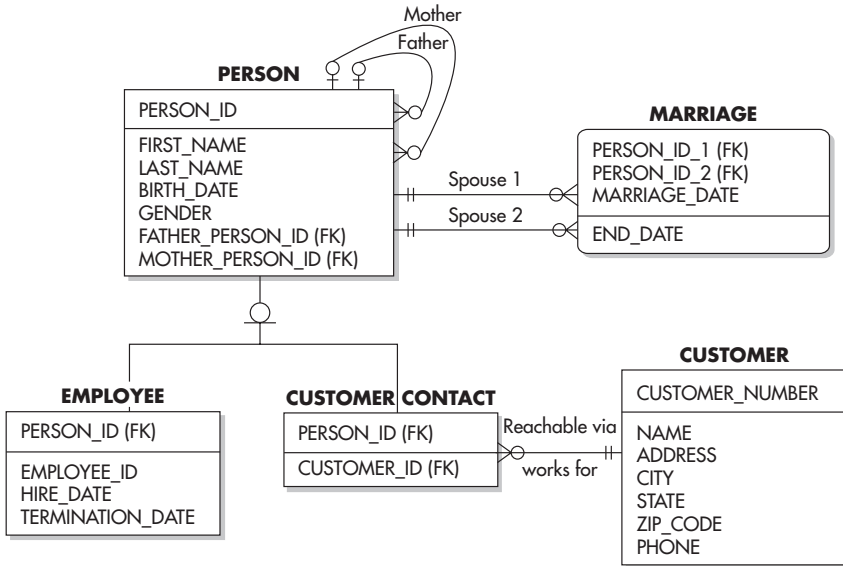 Mother
Father
PERSON
PERSON_ID
FIRST_NAME
LAST_NAME
BIRTH_DATE
GENDER
FATHER_PERSON_ID (FK)
MOTHER_PERSON_ID (FK)
Spouse 1
Spouse 2
MARRIAGE
PERSON_ID_1 (FK)
PERSON_ID_2 (FK)
MARRIAGE_DATE
END_DATE
EMPLOYEE
PERSON_ID (FK)
EMPLOYEE_ID
HIRE_DATE
TERMINATION_DATE
CUSTOMER CONTACT
PERSON_ID (FK)
CUSTOMER_ID (FK)
Reachable via
works for
CUSTOMER
CUSTOMER_NUMBER
NAME
ADDRESS
CITY
STATE
ZIP_CODE
PHONE